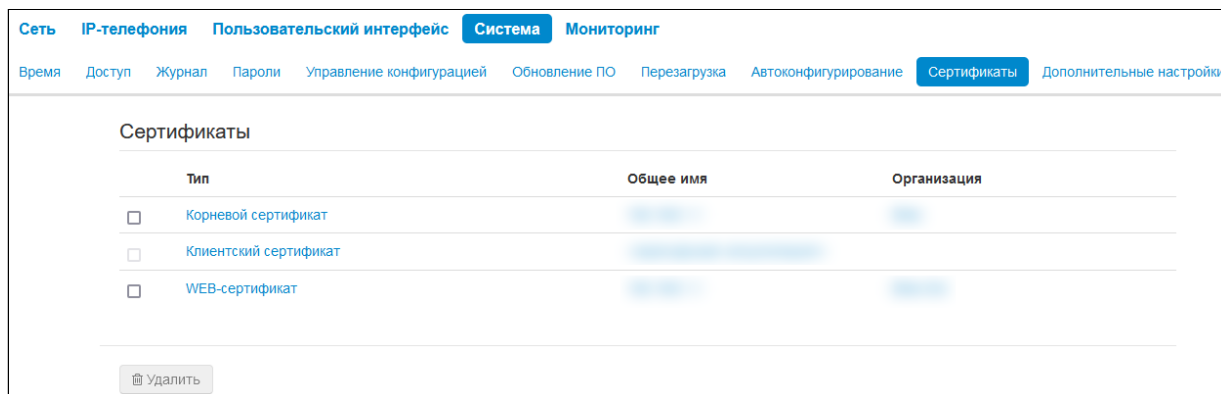 Сеть IP-телефония Пользовательский интерфейс Система Мониторинг
Время Доступ Журнал Пароли Управление конфигурацией Обновление ПО Перезагрузка Автоконфигурирование Сертификаты Дополнительные настройки
Сертификаты
Тип Общее имя Организация
Корневой сертификат
Клиентский сертификат
WEB-сертификат
Удалить